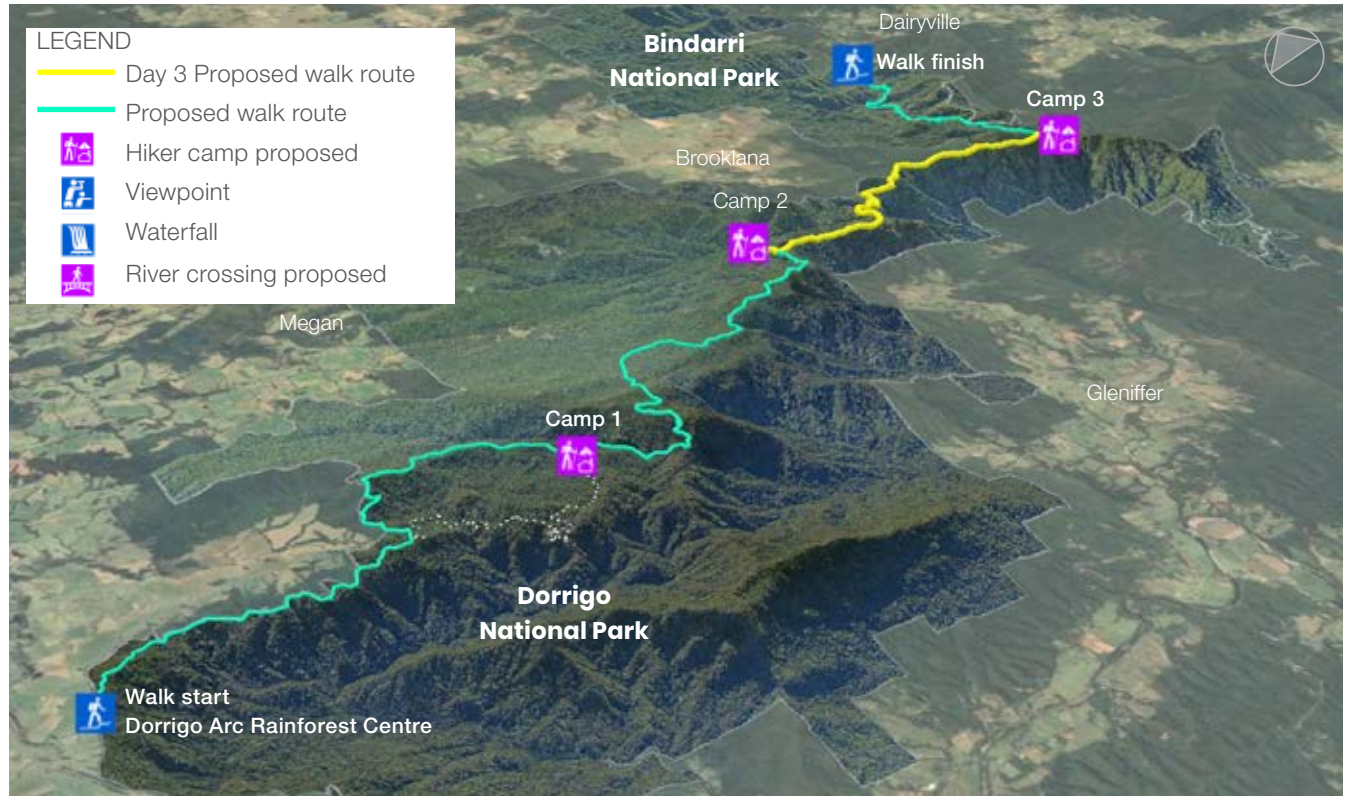 LEGEND
Day 3 Proposed walk route
Proposed walk route
Hiker camp proposed
Viewpoint
Waterfall
River crossing proposed
Dairyville
Bindarri
National Park
Walk finish
Camp 3
Brooklana
Camp 2
Megan
Gleniffer
Camp 1
Dorrigo
National Park
Walk start
Dorrigo Arc Rainforest Centre